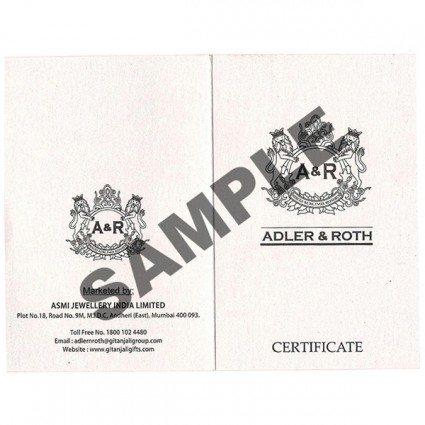 A&R
Marketed by:
ASMI JEWELLERY INDIA LIMITED
Plot No.18, Road No. 9M, M.I.D.C. Andheri (East), Mumbai 400 093.
Toll Free No. 1800 102 4480
Email : adlernroth@gitanjaligroup.com
Website : www.gitanjaligifts.com
A&R
ADLER & ROTH
CERTIFICATE
SAMPLE